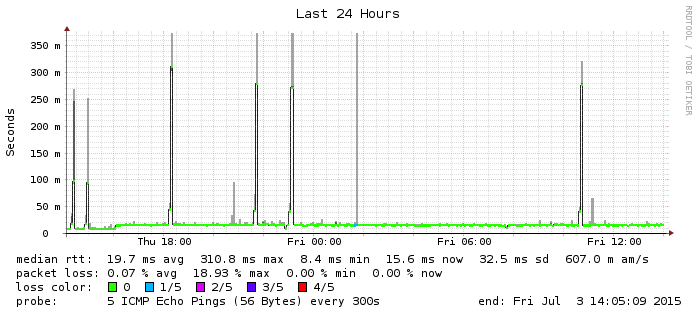 Last 24 Hours
RRDTOOL / TOBI OETIKER
Seconds
350 m
300 m
250 m
200 m
150 m
100 m
50 m
0
Thu 18:00 Fri 00:00 Fri 06:00 Fri 12:00
median rtt: 19.7 ms avg 310.8 ms max 8.4 ms min 15.6 ms now 32.5 ms sd 607.0 m am/s
packet loss: 0.07 % avg 18.93 % max 0.00 % min 0.00 % now
loss color: 0 1/5 2/5 3/5 4/5
probe: 5 ICMP Echo Pings (56 Bytes) every 300s end: Fri Jul 3 14:05:09 2015